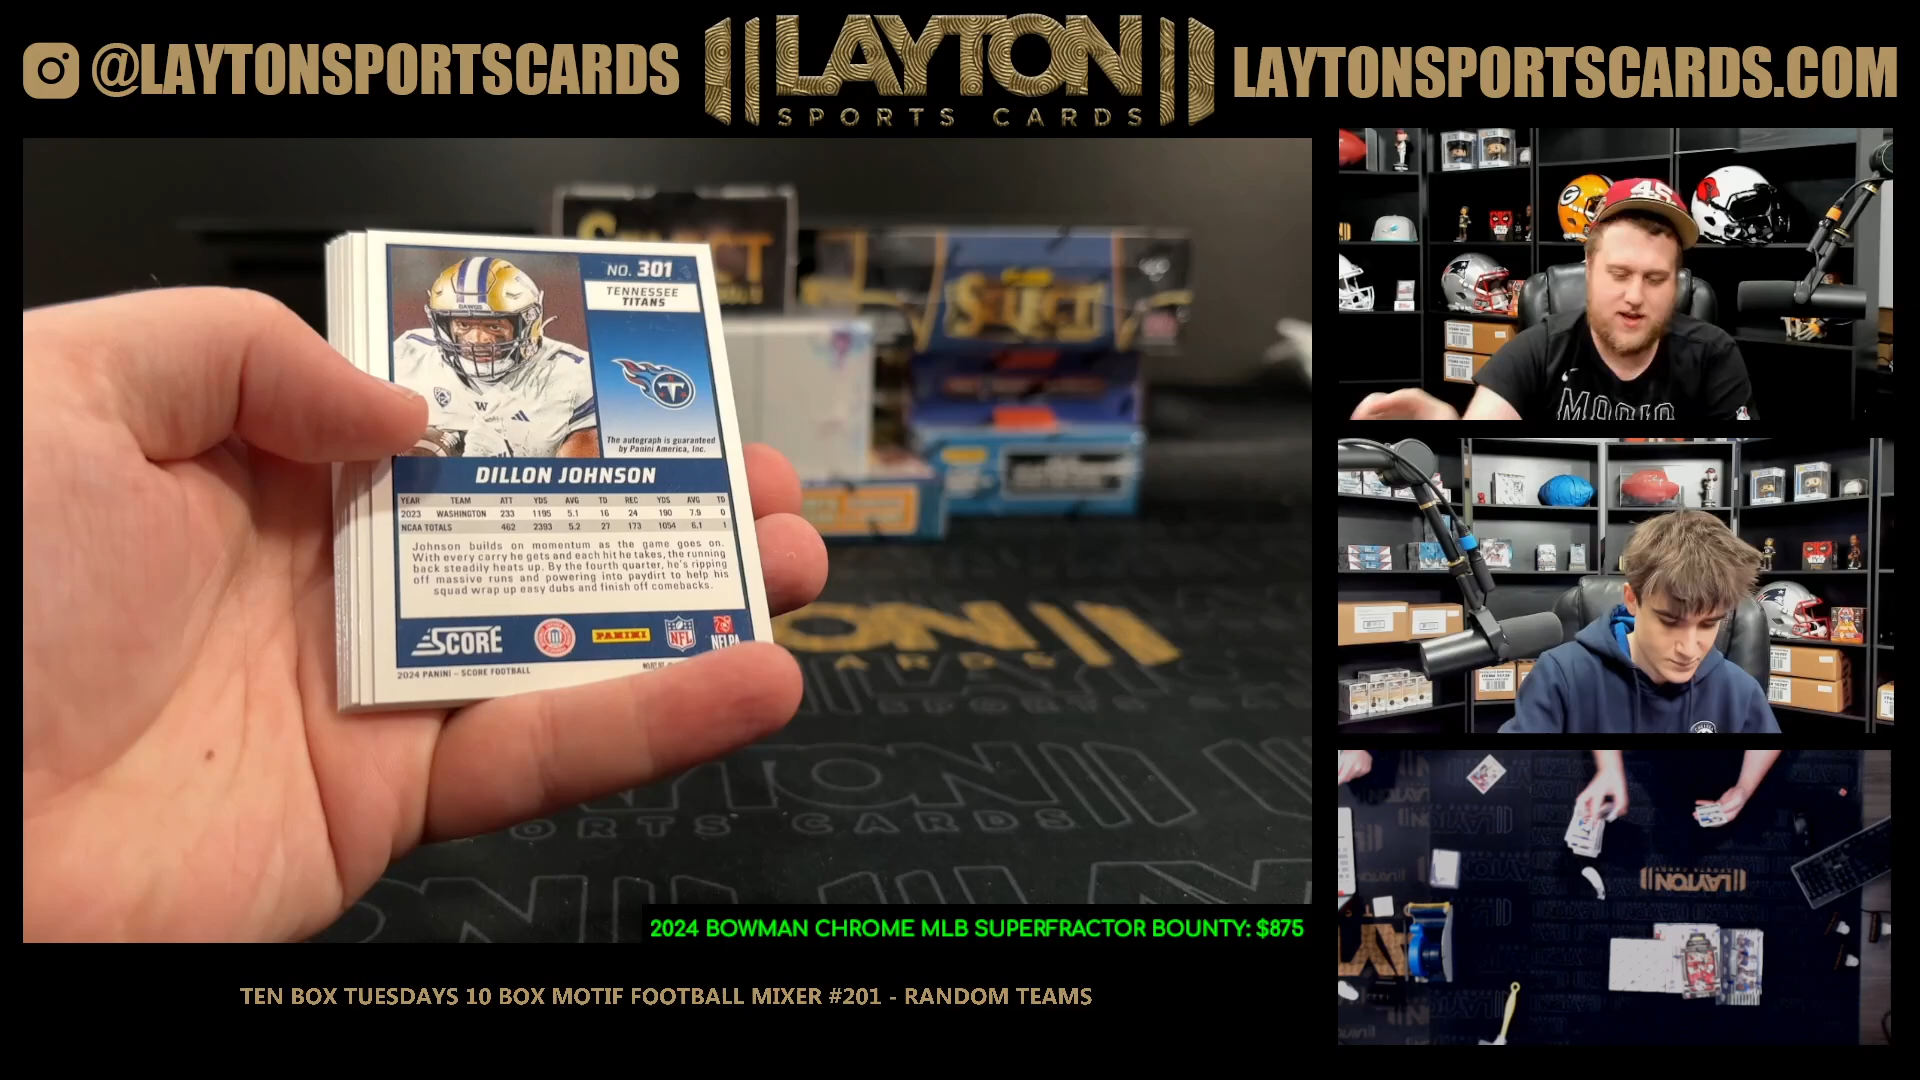 @LAYTONSPORTSCARDS
LAYTON
SPORTS CARDS
LAYTONSPORTSCARDS.COM
NO. 301
TENNESSEE
TITANS
The autograph is guaranteed
by Panini America, Inc.
DILLON JOHNSON
YEAR TEAM ATT YDS AVG TD REC YDS AVG TD
2023 WASHINGTON 233 1195 5.1 16 24 190 7.9 0
NCAA TOTALS 462 2393 5.2 27 173 1054 6.1 1
Johnson builds on momentum as the game goes on.
With every carry he gets and each hit he takes, the running
back steadily heats up. By the fourth quarter, he's ripping
off massive runs and powering into paydirt to help his
squad wrap up easy dubs and finish off comebacks.
SCORE
PANINI
NFL
NFLPA
2024 PANINI – SCORE FOOTBALL
SELECT
2024 BOWMAN CHROME MLB SUPERFRACTOR BOUNTY: $875
TEN BOX TUESDAYS 10 BOX MOTIF FOOTBALL MIXER #201 - RANDOM TEAMS
45
LAYTON